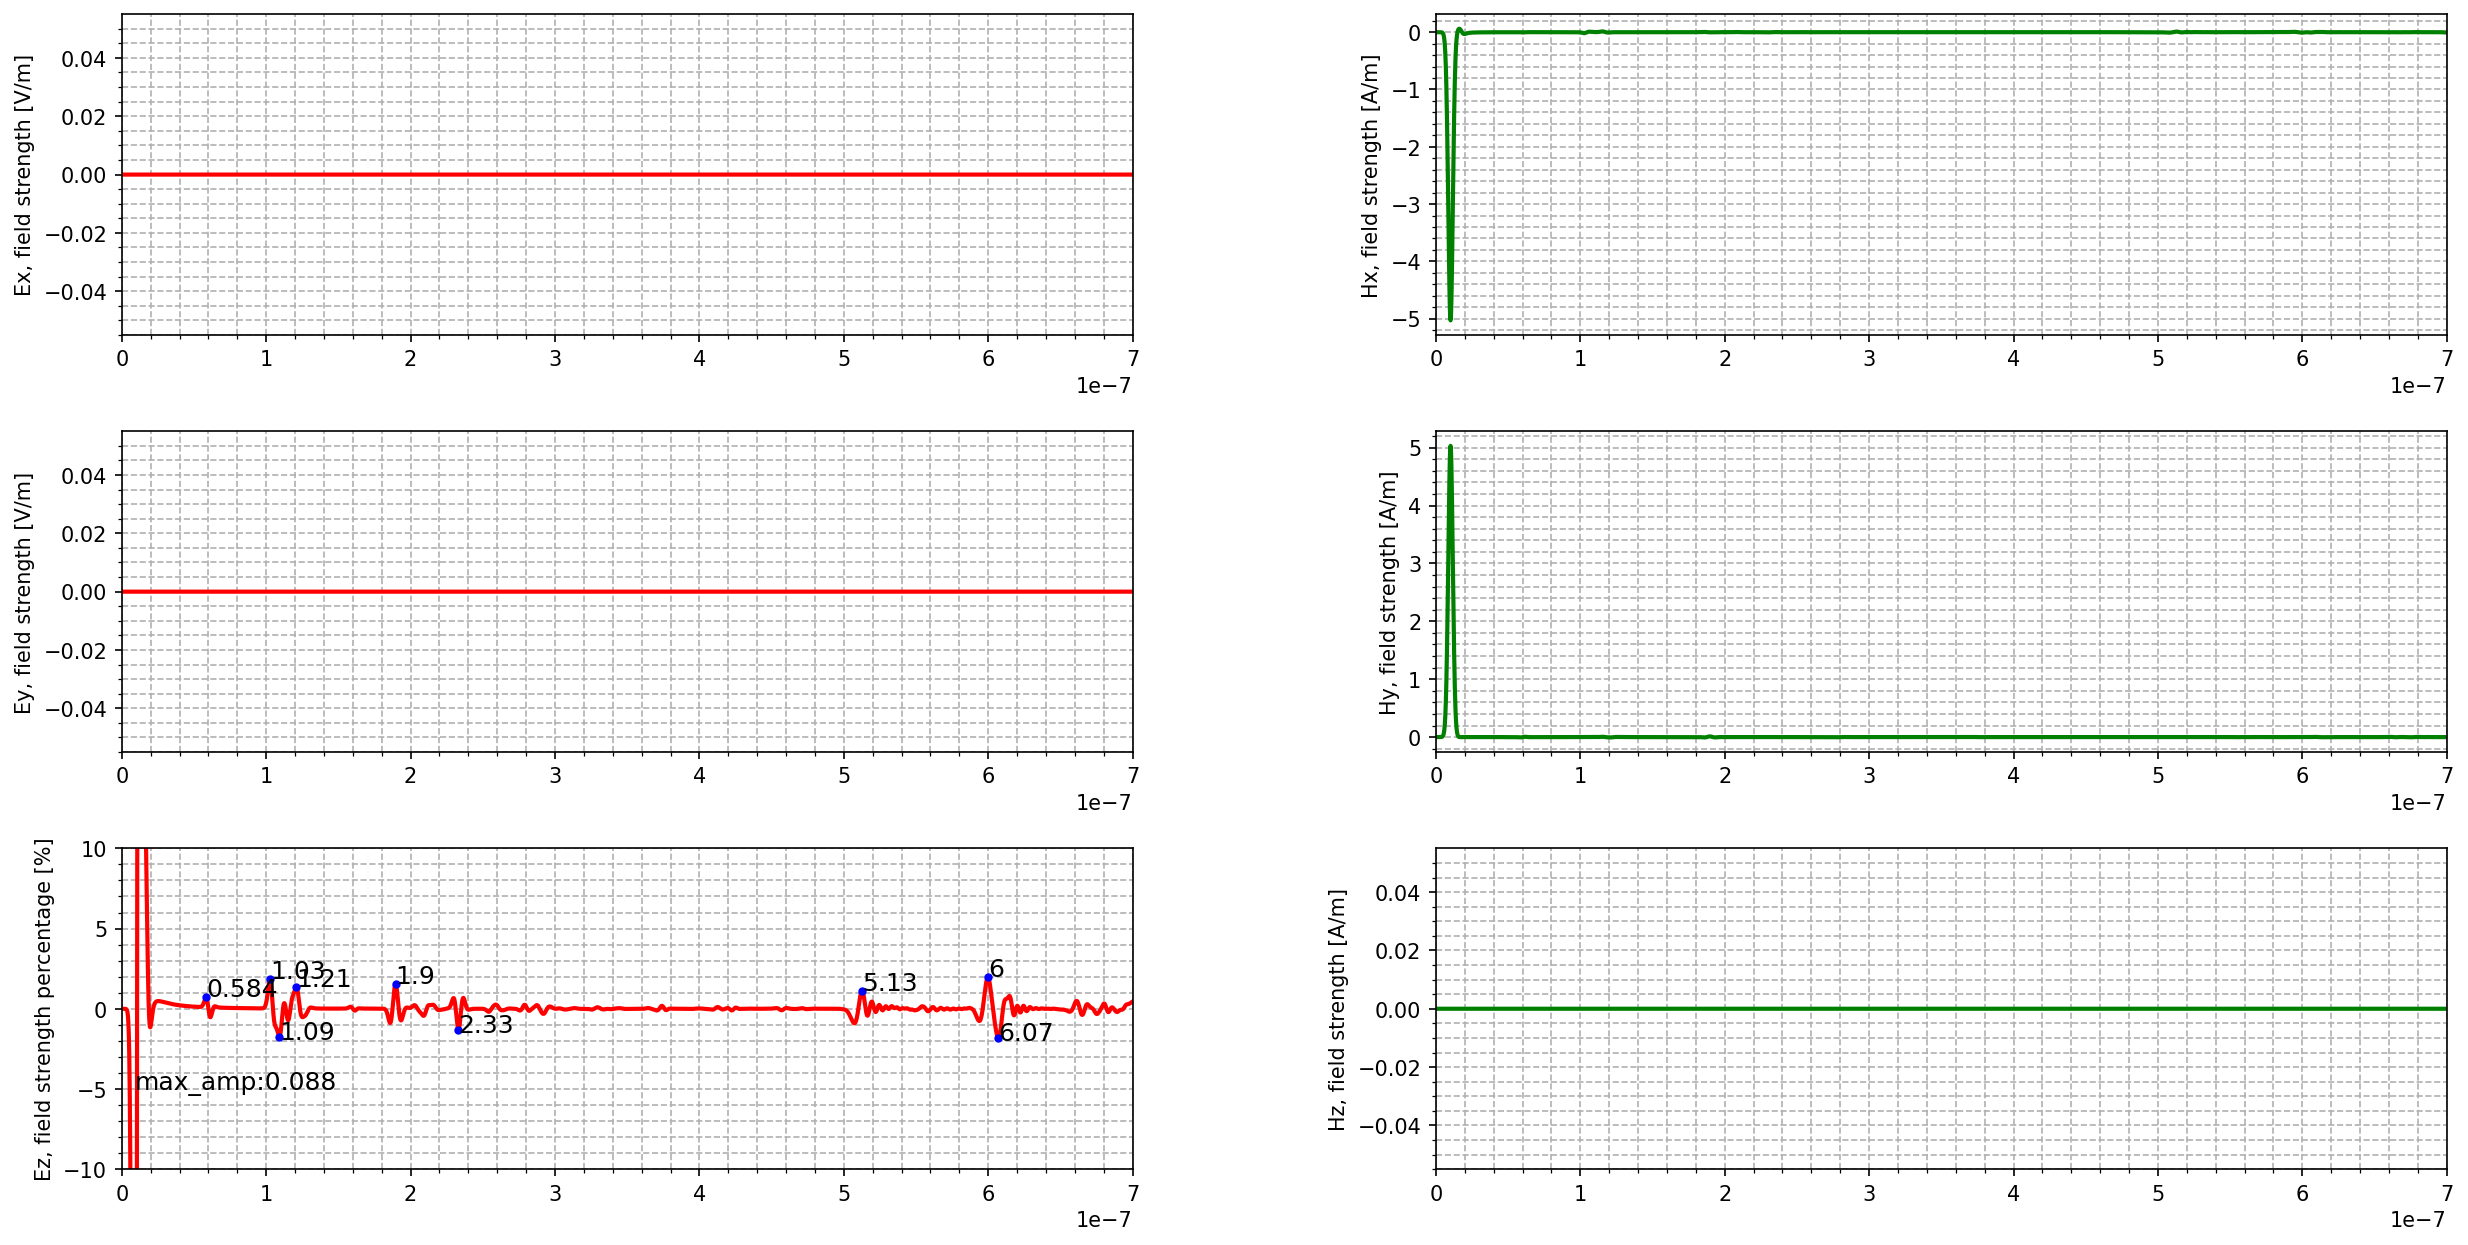 Ex, field strength [V/m]
0.04
0.02
0.00
−0.02
−0.04
0 1 2 3 4 5 6 7
1e−7
Hx, field strength [A/m]
0
−1
−2
−3
−4
−5
0 1 2 3 4 5 6 7
1e−7
Ey, field strength [V/m]
0.04
0.02
0.00
−0.02
−0.04
0 1 2 3 4 5 6 7
1e−7
Hy, field strength [A/m]
5
4
3
2
1
0
0 1 2 3 4 5 6 7
1e−7
Ez, field strength percentage [%]
10
5
0
−5
−10
0.584
1.03
1.21
1.09
1.9
2.33
5.13
6
6.07
max_amp:0.088
0 1 2 3 4 5 6 7
1e−7
Hz, field strength [A/m]
0.04
0.02
0.00
−0.02
−0.04
0 1 2 3 4 5 6 7
1e−7